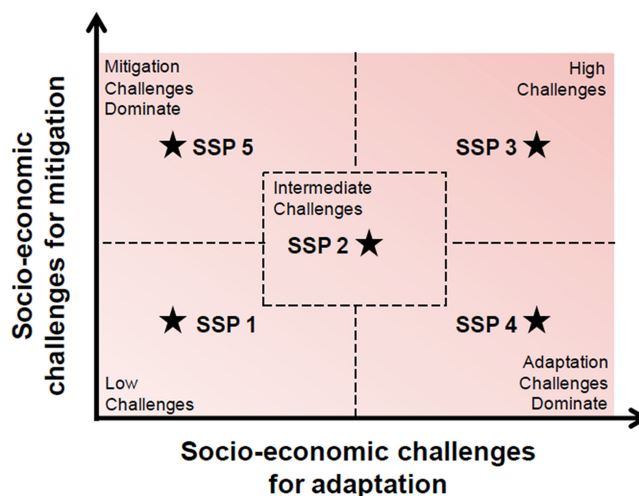 Socio-economic
challenges for mitigation
Mitigation
Challenges
Dominate
High
Challenges
SSP 5
SSP 3
Intermediate
Challenges
SSP 2
SSP 1
SSP 4
Low
Challenges
Adaptation
Challenges
Dominate
Socio-economic challenges
for adaptation